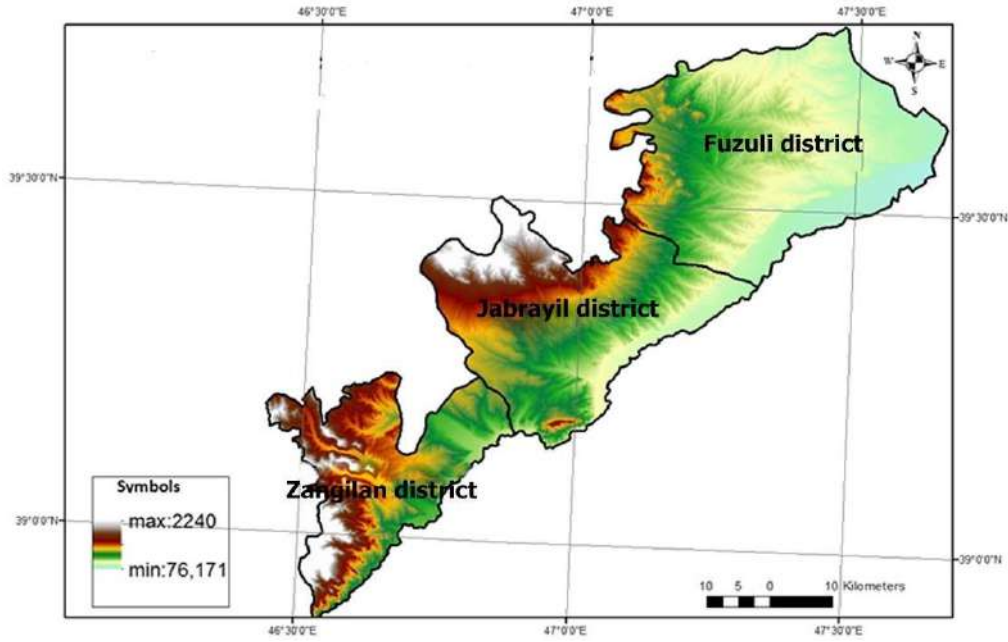 46°30'0"E 47°0'0"E 47°30'0"E
N
W E
S
Fuzuli district
39°30'0"N
39°30'0"N
Jabrayil district
Symbols
Zangilan district
max:2240
39°0'0"N
min:76,171
39°0'0"N
10 5 0 10 Kilometers
46°30'0"E 47°0'0"E 47°30'0"E